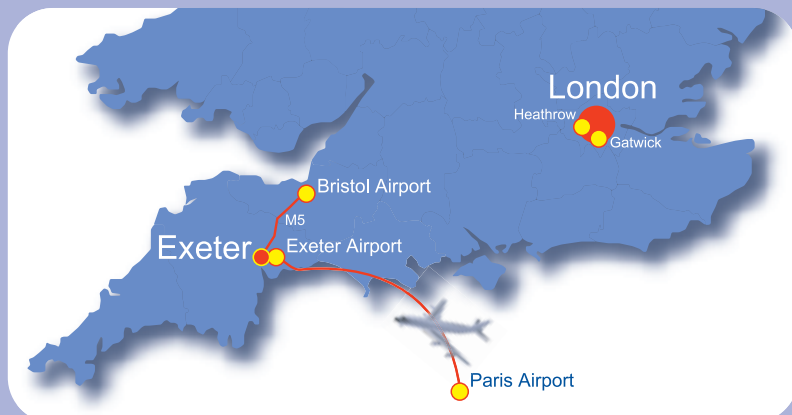 London
Heathrow
Gatwick
Bristol Airport
M5
Exeter
Exeter Airport
Paris Airport